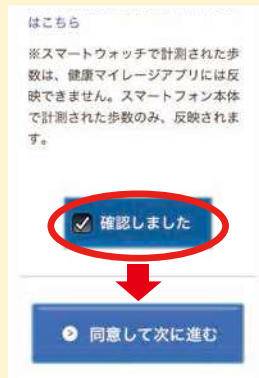 はこちら
※スマートウォッチで計測された歩
数は、健康マイレージアプリには反
映できません。スマートフォン本体
で計測された歩数のみ、反映されま
す。
確認しました
同意して次に進む